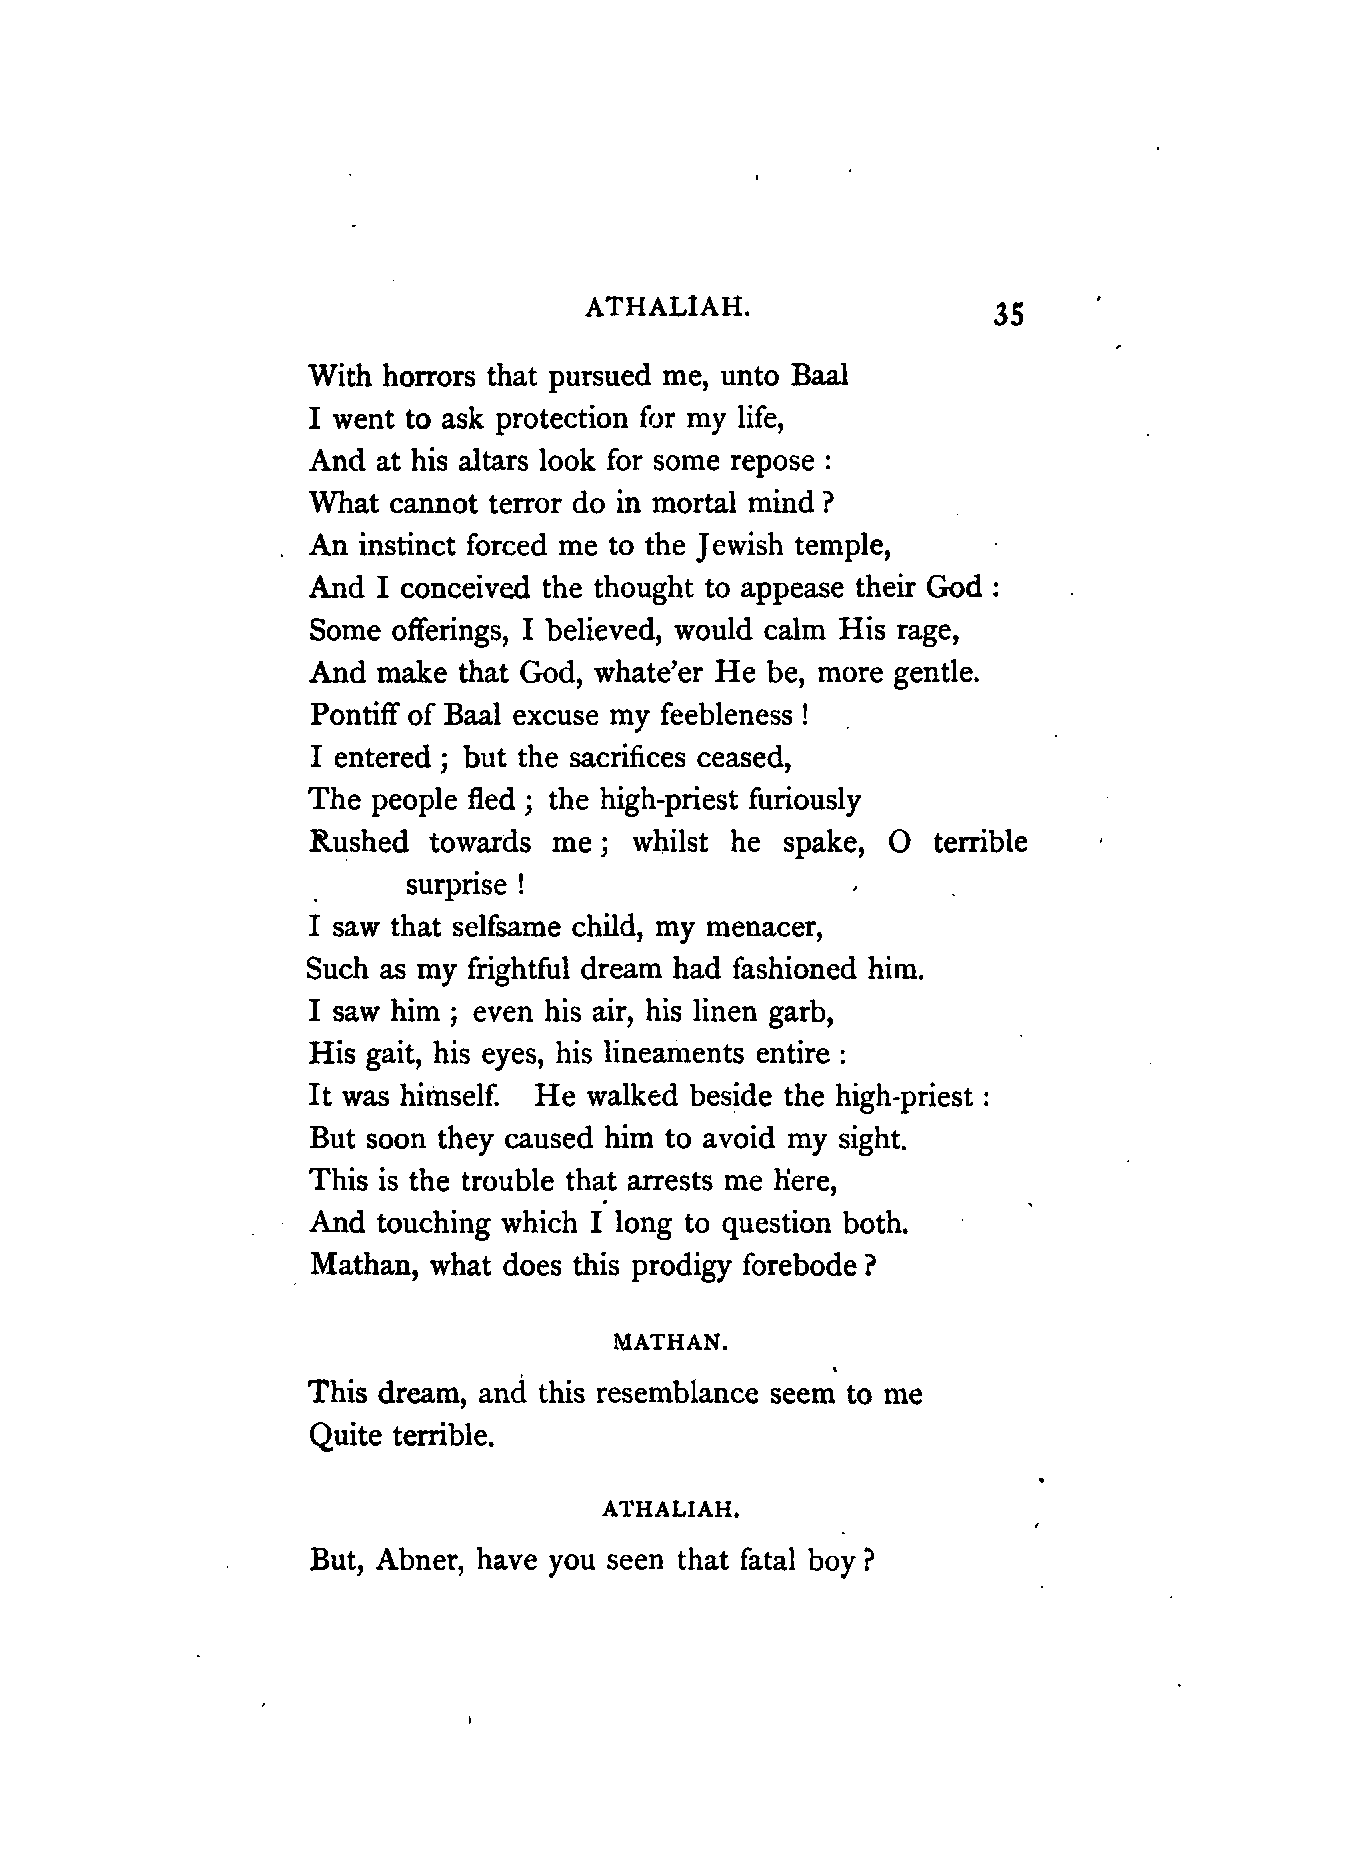 ATHALIAH. 35
With horrors that pursued me, unto Baal
I went to ask protection for my life,
And at his altars look for some repose :
What cannot terror do in mortal mind ?
An instinct forced me to the Jewish temple,
And I conceived the thought to appease their God :
Some offerings, I believed, would calm His rage,
And make that God, whate'er He be, more gentle.
Pontiff of Baal excuse my feebleness !
I entered ; but the sacrifices ceased,
The people fled ; the high-priest furiously
Rushed towards me ; whilst he spake, O terrible
surprise !
I saw that selfsame child, my menacer,
Such as my frightful dream had fashioned him.
I saw him ; even his air, his linen garb,
His gait, his eyes, his lineaments entire :
It was himself. He walked beside the high-priest :
But soon they caused him to avoid my sight.
This is the trouble that arrests me here,
And touching which I long to question both.
Mathan, what does this prodigy forebode ?
MATHAN.
This dream, and this resemblance seem to me
Quite terrible.
ATHALIAH.
But, Abner, have you seen that fatal boy ?